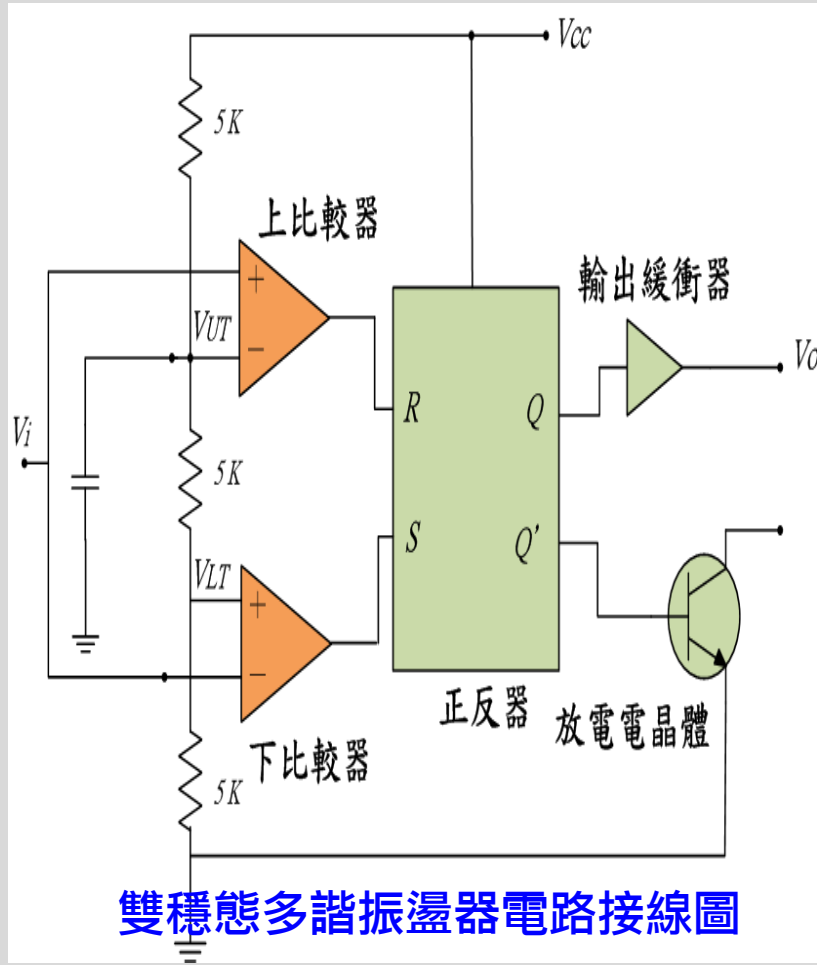 Vcc
5K
上比較器
輸出緩衝器
+
VUT
−
Vo
R
Q
Vi
5K
S
Q'
VLT
+
−
正反器
放電電晶體
下比較器
5K
雙穩態多諧振盪器電路接線圖